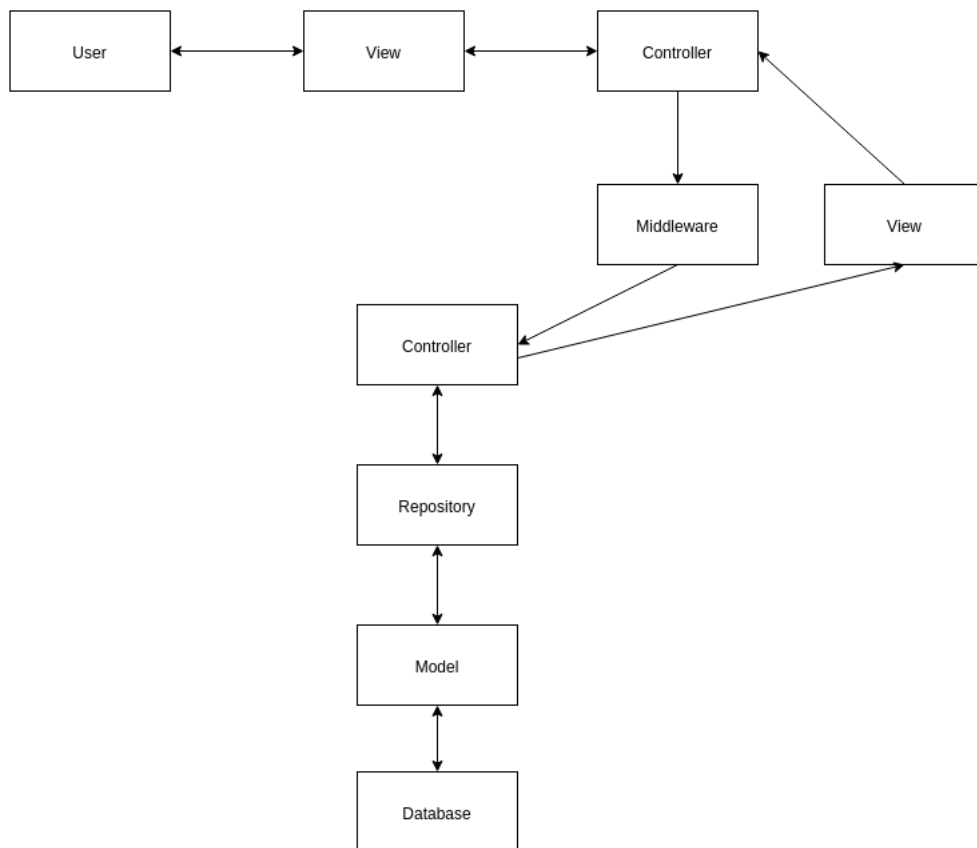 User
View
Controller
Middleware
View
Controller
Repository
Model
Database